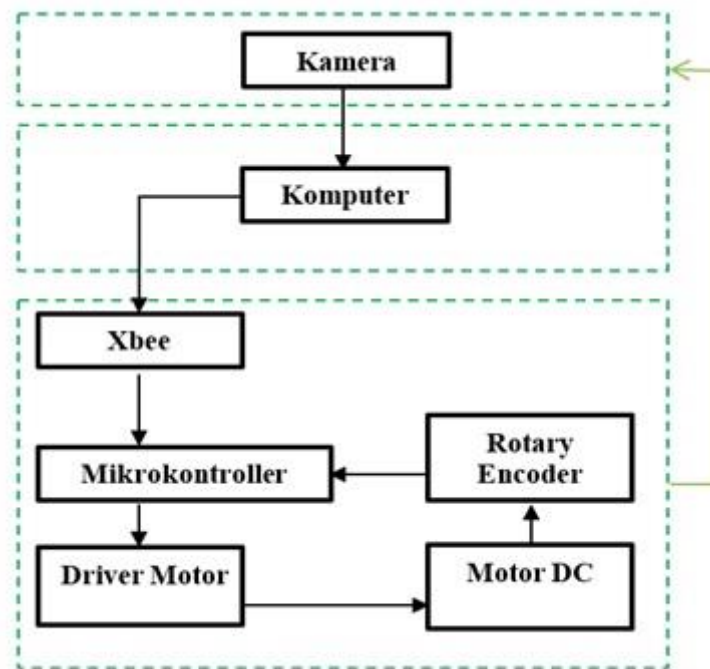 Kamera
Komputer
Xbee
Mikrokontroller
Rotary
Encoder
Driver Motor
Motor DC